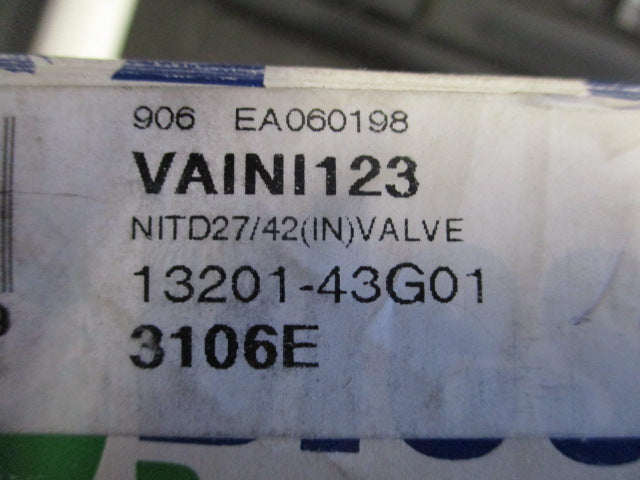 906 EA060198
VAINI123
NITD27/42(IN)VALVE
13201-43G01
3106E